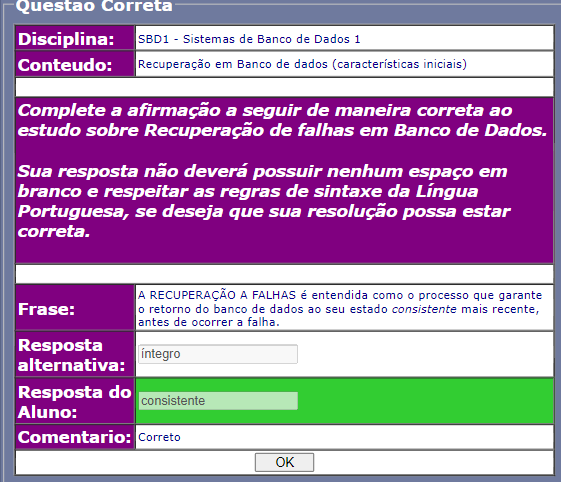 Questao Correta
Disciplina: SBD1 - Sistemas de Banco de Dados 1
Conteudo: Recuperação em Banco de dados (características iniciais)
Complete a afirmação a seguir de maneira correta ao
estudo sobre Recuperação de falhas em Banco de Dados.
Sua resposta não deverá possuir nenhum espaço em
branco e respeitar as regras de sintaxe da Língua
Portuguesa, se deseja que sua resolução possa estar
correta.
Frase:
A RECUPERAÇÃO A FALHAS é entendida como o processo que garante
o retorno do banco de dados ao seu estado consistente mais recente,
antes de ocorrer a falha.
Resposta
alternativa:
íntegro
Resposta do
Aluno:
consistente
Comentario: Correto
OK